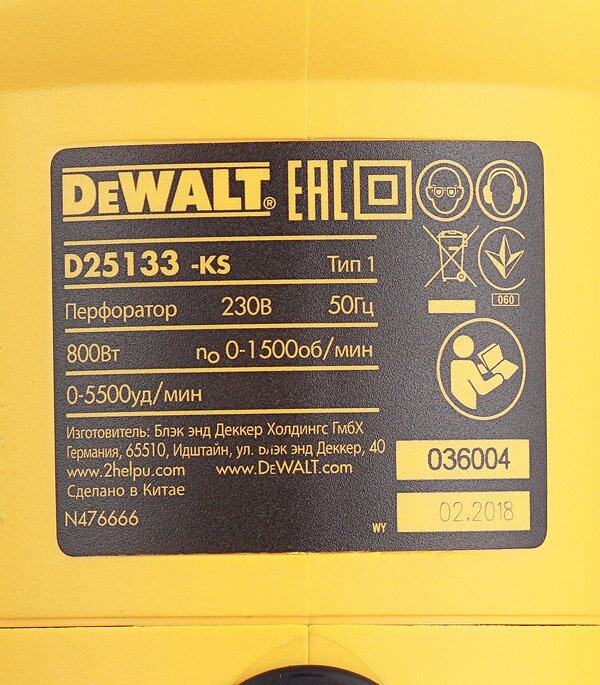 DEWALT® EAC
D25133 -KS Тип 1
Перфоратор 230В 50Гц
060
800Вт no 0-1500об/мин
0-5500уд/мин
Изготовитель: Блэк энд Деккер Холдингс ГмбХ
Германия, 65510, Идштайн, ул. Блэк энд Деккер, 40
www.2helpu.com www.DEWALT.com
036004
Сделано в Китае
N476666
WY 02.2018